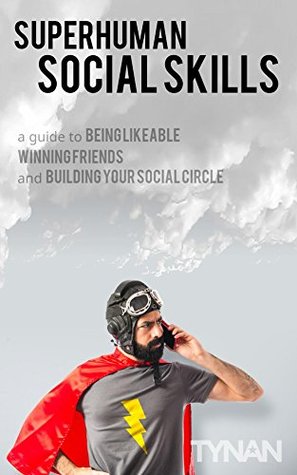 SUPERHUMAN
SOCIAL SKILLS
a guide to BEING LIKEABLE
WINNING FRIENDS
and BUILDING YOUR SOCIAL CIRCLE
TYNAN